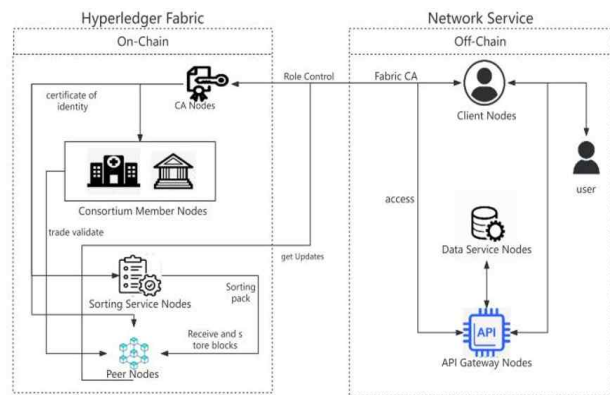 Hyperledger Fabric
Network Service
On-Chain
Off-Chain
Role Control
Fabric CA
certificate of
identity
CA Nodes
Client Nodes
user
Consortium Member Nodes
access
trade validate
get Updates
Data Service Nodes
Sorting
pack
Sorting Service Nodes
Receive and s
tore blocks
API
Peer Nodes
API Gateway Nodes